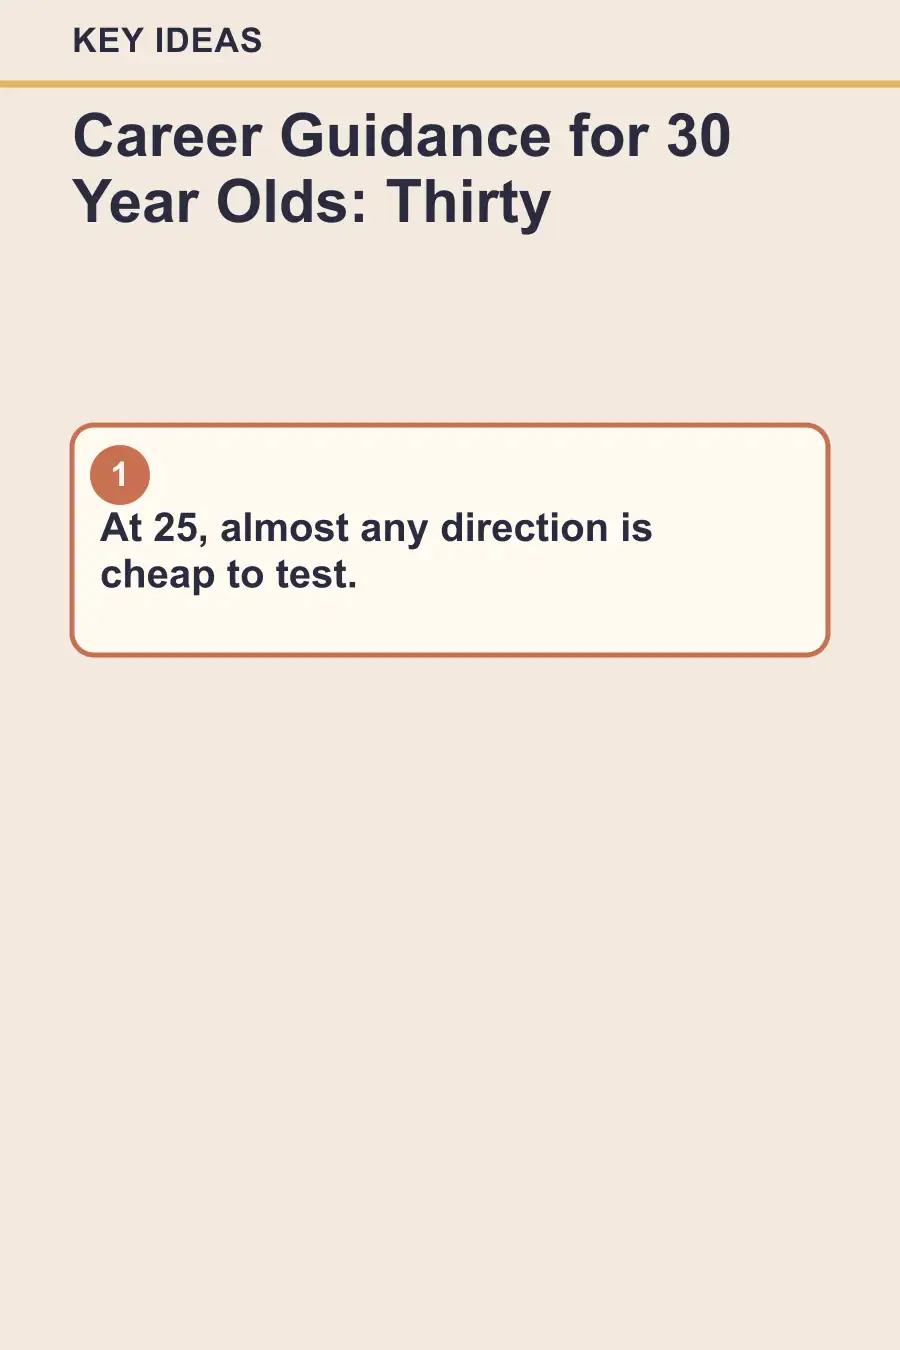 KEY IDEAS
Career Guidance for 30
Year Olds: Thirty
1
At 25, almost any direction is
cheap to test.